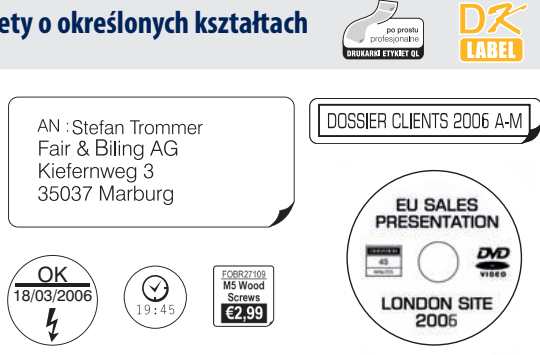 ety o określonych kształtach
po prostu
profesjonalne
DRUKARKI ETYKIET QL
DK
LABEL
AN : Stefan Trommer
Fair & Biling AG
Kiefernweg 3
35037 Marburg
DOSSIER CLIENTS 2006 A-M
EU SALES
PRESENTATION
45
MINUTES
DVD
VIDEO
LONDON SITE
2006
OK
18/03/2006
19:45
FOBR27109
M5 Wood
Screws
€2,99